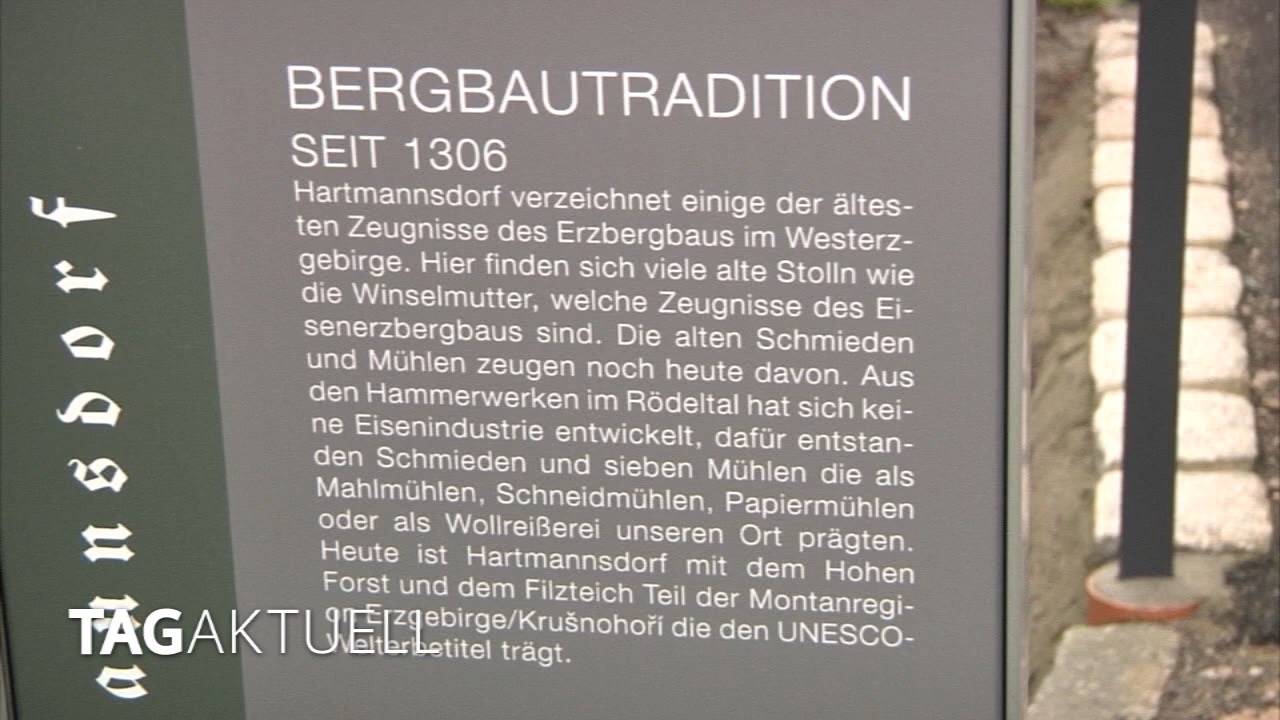 BERGBAUTRADITION
SEIT 1306
Hartmannsdorf verzeichnet einige der ältes-
ten Zeugnisse des Erzbergbaus im Westerz-
gebirge. Hier finden sich viele alte Stolln wie
die Winselmutter, welche Zeugnisse des Ei-
senerzbergbaus sind. Die alten Schmieden
und Mühlen zeugen noch heute davon. Aus
den Hammerwerken im Rödeltal hat sich kei-
ne Eisenindustrie entwickelt, dafür entstan-
den Schmieden und sieben Mühlen die als
Mahlmühlen, Schneidmühlen, Papiermühlen
oder als Wollreißerei unseren Ort prägten.
Heute ist Hartmannsdorf mit dem Hohen
Forst und dem Filzteich Teil der Montanregi-
on Erzgebirge/Krušnohoří die den UNESCO-
Welterbetitel trägt.
annsdorf
TAGAKTUELL